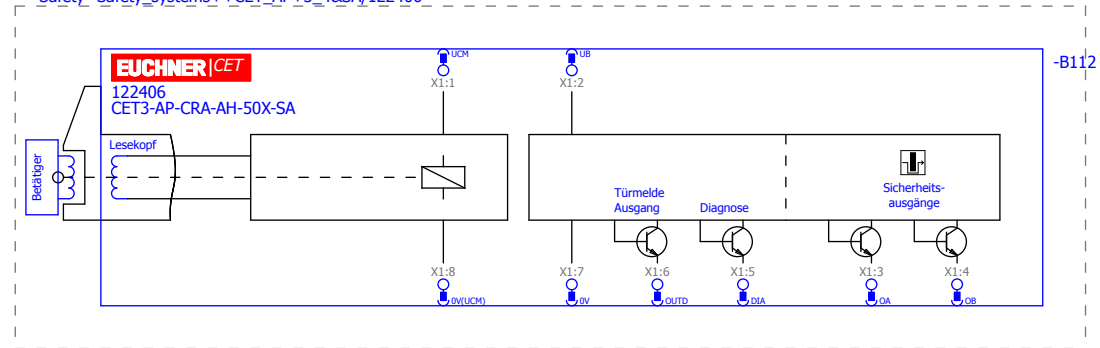 EUCHNER|CET
-B112
122406
CET3-AP-CRA-AH-50X-SA
UCM
X1:1
UB
X1:2
Betätiger
Lesekopf
Türmelde
Ausgang
Diagnose
Sicherheits-
ausgänge
X1:8
X1:7
X1:6
X1:5
X1:3
X1:4
0V(UCM)
0V
OUTD
DIA
OA
OB